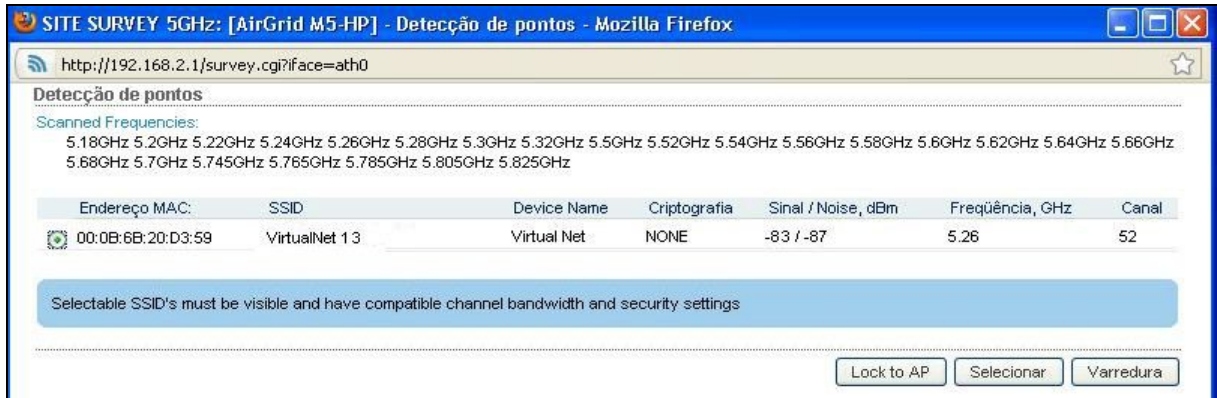 SITE SURVEY 5GHz: [AirGrid M5-HP] - Detecção de pontos - Mozilla Firefox
http://192.168.2.1/survey.cgi?iface=ath0
Detecção de pontos
Scanned Frequencies:
5.18GHz 5.2GHz 5.22GHz 5.24GHz 5.26GHz 5.28GHz 5.3GHz 5.32GHz 5.5GHz 5.52GHz 5.54GHz 5.56GHz 5.58GHz 5.6GHz 5.62GHz 5.64GHz 5.66GHz
5.68GHz 5.7GHz 5.745GHz 5.765GHz 5.785GHz 5.805GHz 5.825GHz
Endereço MAC: SSID Device Name Criptografia Sinal / Noise, dBm Freqüência, GHz Canal
00:0B:6B:20:D3:59 VirtualNet 13 Virtual Net NONE -83 / -87 5.26 52
Selectable SSID's must be visible and have compatible channel bandwidth and security settings
Lock to AP Selecionar Varredura